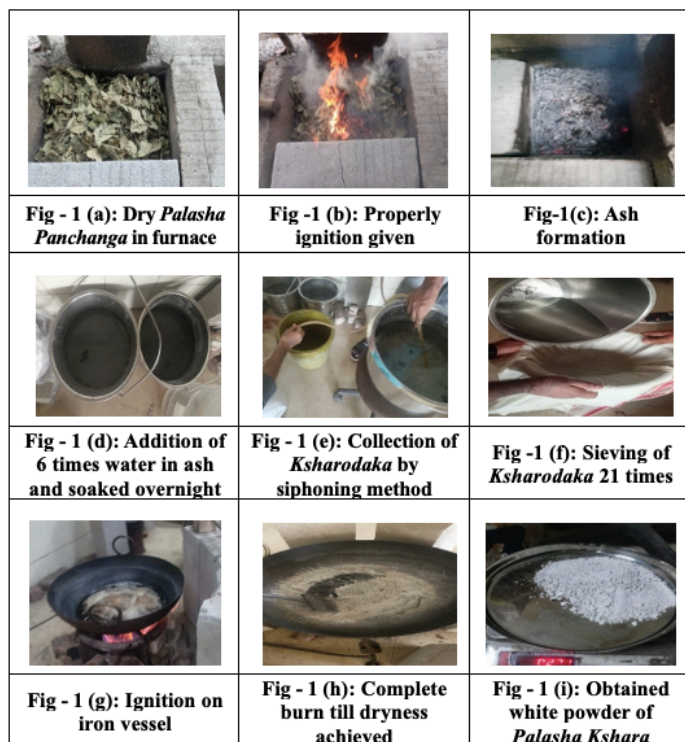 Fig - 1 (a): Dry Palasha
Panchanga in furnace
Fig -1 (b): Properly
ignition given
Fig-1(c): Ash
formation
Fig - 1 (d): Addition of
6 times water in ash
and soaked overnight
Fig - 1 (e): Collection of
Ksharodaka by
siphoning method
Fig -1 (f): Sieving of
Ksharodaka 21 times
Fig - 1 (g): Ignition on
iron vessel
Fig - 1 (h): Complete
burn till dryness
achieved
Fig - 1 (i): Obtained
white powder of
Palasha Kshara